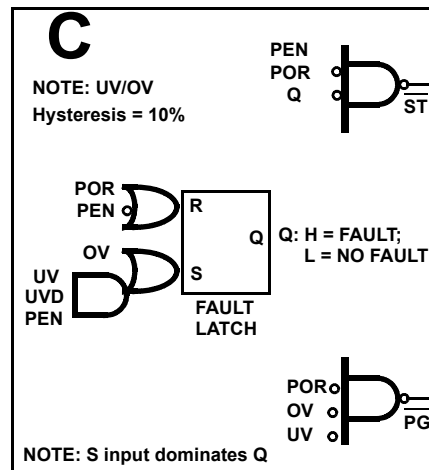 C
NOTE: UV/OV
Hysteresis = 10%
PEN
POR
Q
ST
POR
PEN
R
OV
Q
Q: H = FAULT;
L = NO FAULT
UV
UVD
PEN
S
FAULT
LATCH
POR
OV
UV
PG
NOTE: S input dominates Q